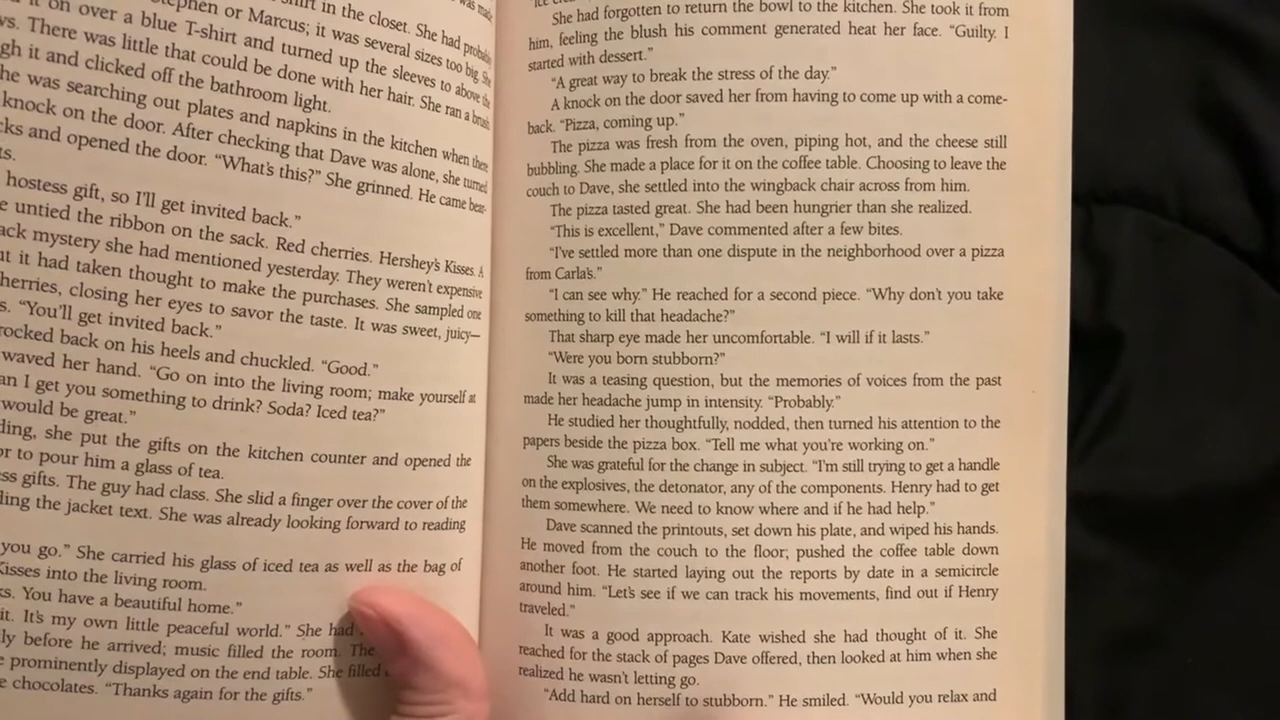 tephen or Marcus; it was several sizes too big. She
it on over a blue T-shirt and turned up the sleeves to above the
vs. There was little that could be done with her hair. She ran a brush
gh it and clicked off the bathroom light.
he was searching out plates and napkins in the kitchen when there
knock on the door. After checking that Dave was alone, she turned
cks and opened the door. “What’s this?” She grinned. He came bear-
ts.
hostess gift, so I’ll get invited back.”
e untied the ribbon on the sack. Red cherries. Hershey’s Kisses. A
ack mystery she had mentioned yesterday. They weren’t expensive
ut it had taken thought to make the purchases. She sampled one
herries, closing her eyes to savor the taste. It was sweet, juicy—
s. “You’ll get invited back.”
rocked back on his heels and chuckled. “Good.”
waved her hand. “Go on into the living room; make yourself at
an I get you something to drink? Soda? Iced tea?”
would be great.”
ding, she put the gifts on the kitchen counter and opened the
or to pour him a glass of tea.
ss gifts. The guy had class. She slid a finger over the cover of the
ding the jacket text. She was already looking forward to reading
you go.” She carried his glass of iced tea as well as the bag of
Kisses into the living room.
ks. You have a beautiful home.”
it. It’s my own little peaceful world.” She had
ly before he arrived; music filled the room. The
e prominently displayed on the end table. She filled
e chocolates. “Thanks again for the gifts.”
She had forgotten to return the bowl to the kitchen. She took it from
him, feeling the blush his comment generated heat her face. “Guilty. I
started with dessert.”
“A great way to break the stress of the day.”
A knock on the door saved her from having to come up with a come-
back. “Pizza, coming up.”
The pizza was fresh from the oven, piping hot, and the cheese still
bubbling. She made a place for it on the coffee table. Choosing to leave the
couch to Dave, she settled into the wingback chair across from him.
The pizza tasted great. She had been hungrier than she realized.
“This is excellent,” Dave commented after a few bites.
“I’ve settled more than one dispute in the neighborhood over a pizza
from Carla’s.”
“I can see why.” He reached for a second piece. “Why don’t you take
something to kill that headache?”
That sharp eye made her uncomfortable. “I will if it lasts.”
“Were you born stubborn?”
It was a teasing question, but the memories of voices from the past
made her headache jump in intensity. “Probably.”
He studied her thoughtfully, nodded, then turned his attention to the
papers beside the pizza box. “Tell me what you’re working on.”
She was grateful for the change in subject. “I’m still trying to get a handle
on the explosives, the detonator, any of the components. Henry had to get
them somewhere. We need to know where and if he had help.”
Dave scanned the printouts, set down his plate, and wiped his hands.
He moved from the couch to the floor; pushed the coffee table down
another foot. He started laying out the reports by date in a semicircle
around him. “Let’s see if we can track his movements, find out if Henry
traveled.”
It was a good approach. Kate wished she had thought of it. She
reached for the stack of pages Dave offered, then looked at him when she
realized he wasn’t letting go.
“Add hard on herself to stubborn.” He smiled. “Would you relax and